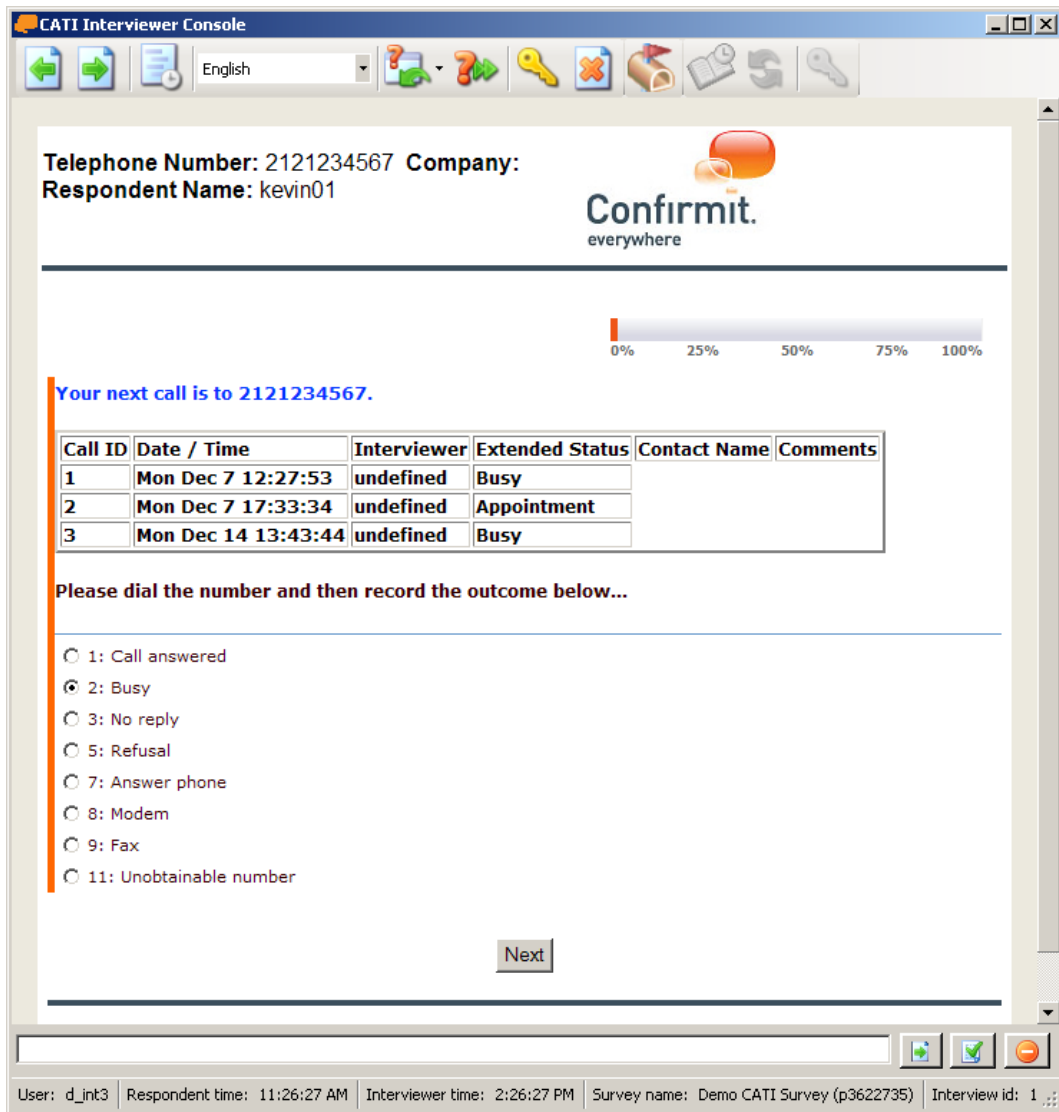 CATI Interviewer Console
English
Telephone Number: 2121234567 Company:
Respondent Name: kevin01
Confirmit.
everywhere
0% 25% 50% 75% 100%
Your next call is to 2121234567.
Call ID Date / Time Interviewer Extended Status Contact Name Comments
1 Mon Dec 7 12:27:53 undefined Busy
2 Mon Dec 7 17:33:34 undefined Appointment
3 Mon Dec 14 13:43:44 undefined Busy
Please dial the number and then record the outcome below...
1: Call answered
2: Busy
3: No reply
5: Refusal
7: Answer phone
8: Modem
9: Fax
11: Unobtainable number
Next
User: d_int3 Respondent time: 11:26:27 AM Interviewer time: 2:26:27 PM Survey name: Demo CATI Survey (p3622735) Interview id: 1